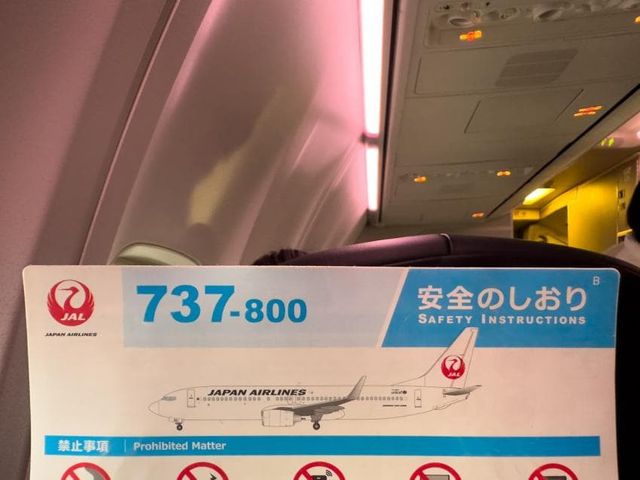 JAL
JAPAN AIRLINES
737-800
安全のしおり
SAFETY INSTRUCTIONS
B
JAPAN AIRLINES
JAL
禁止事項
Prohibited Matter